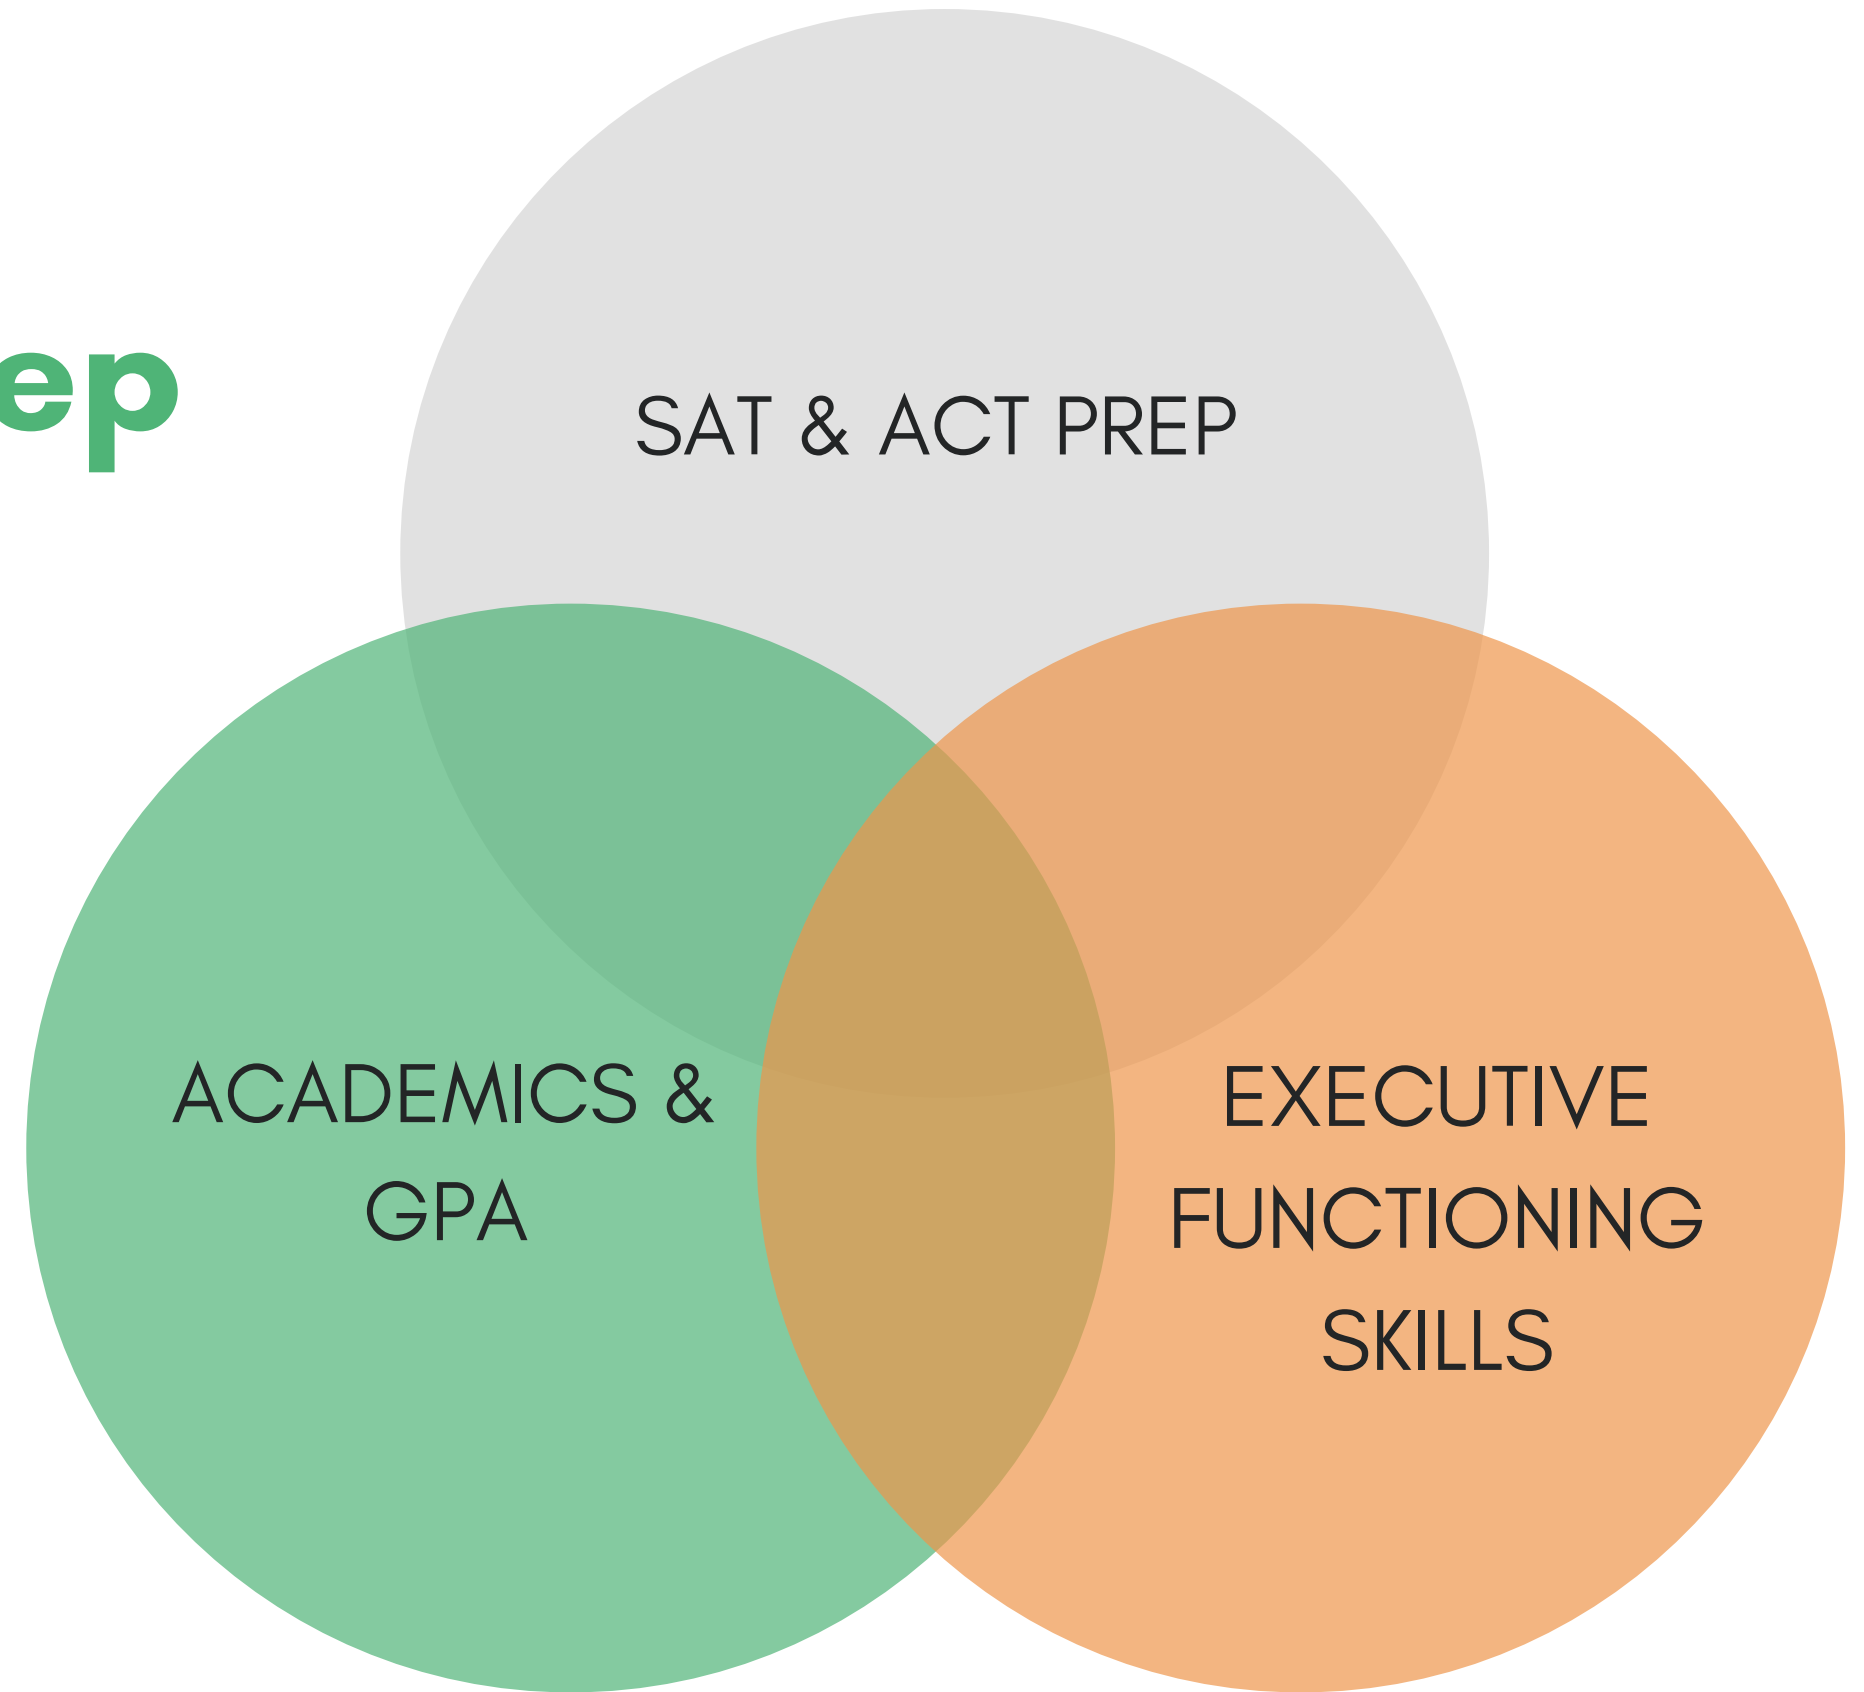 ep
SAT & ACT PREP
ACADEMICS &
GPA
EXECUTIVE
FUNCTIONING
SKILLS